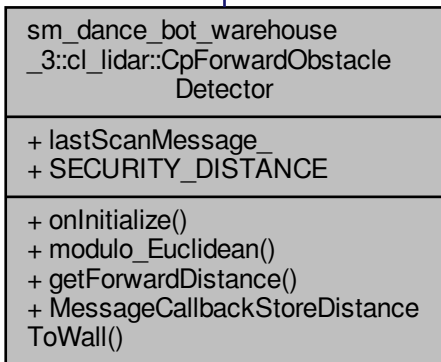 sm_dance_bot_warehouse
_3::cl_lidar::CpForwardObstacle
Detector
+ lastScanMessage_
+ SECURITY_DISTANCE
+ onInitialize()
+ modulo_Euclidean()
+ getForwardDistance()
+ MessageCallbackStoreDistance
ToWall()